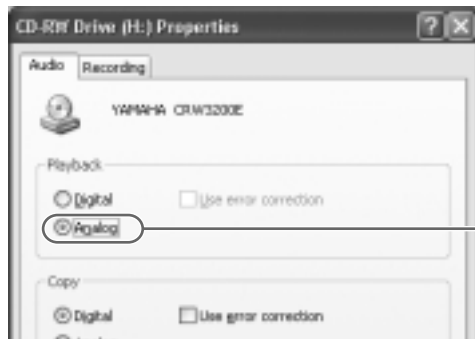 CD-RW Drive (H:) Properties
Audio Recording
YAMAHA CRW3200E
Playback
Digital Use error correction
Analog
Copy
Digital Use error correction